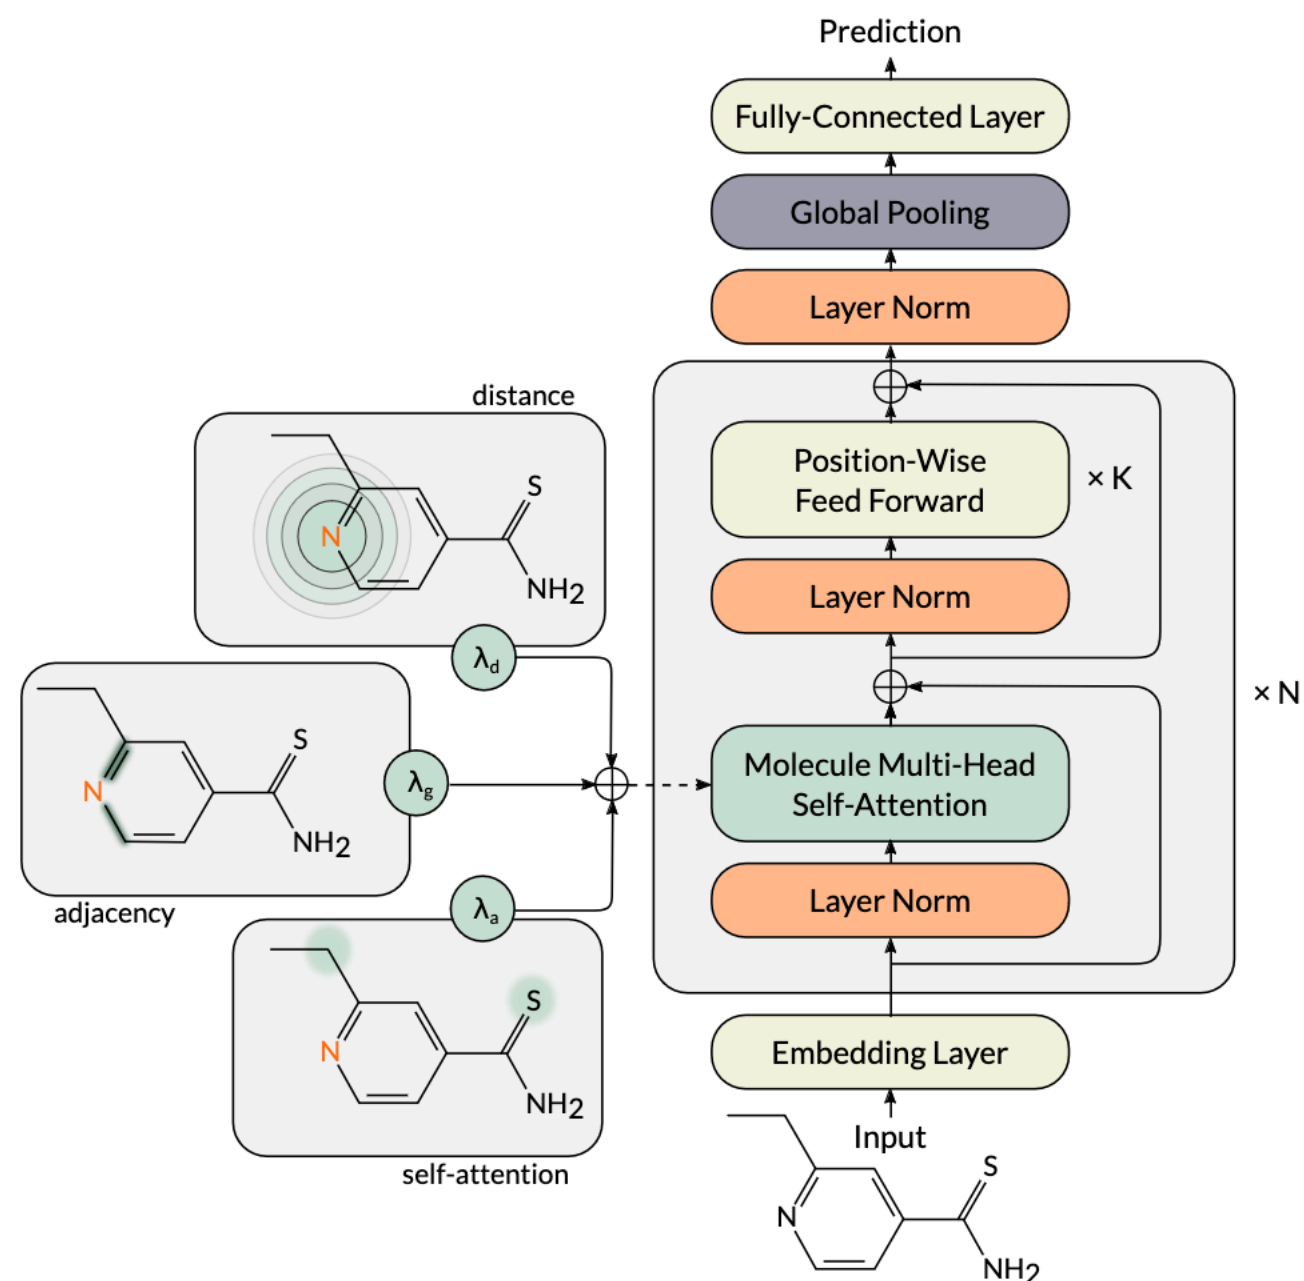 Prediction
Fully-Connected Layer
Global Pooling
Layer Norm
Position-Wise
Feed Forward
× K
Layer Norm
Molecule Multi-Head
Self-Attention
Layer Norm
× N
Embedding Layer
Input
N
S
NH2
distance
N
S
NH2
λd
N
S
NH2
λg
adjacency
λa
N
S
NH2
self-attention